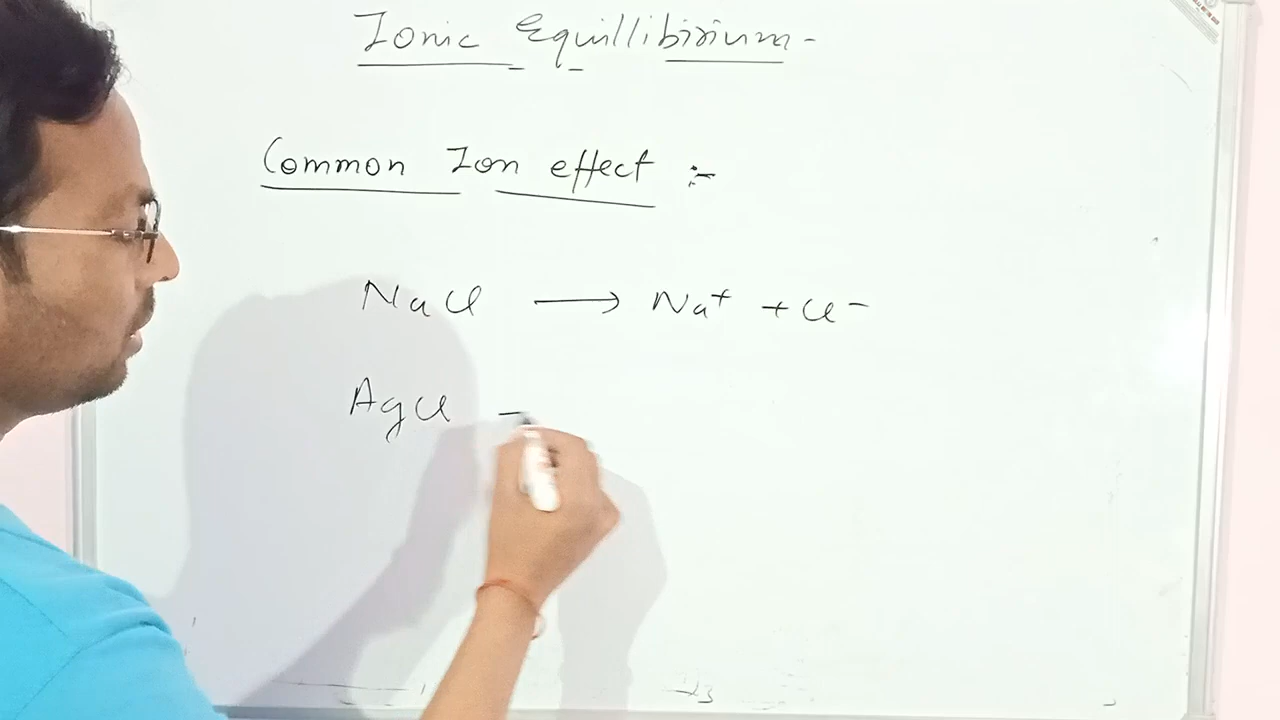 Ionic Equillibirium-
Common Ion effect :-
NaCl ⟶ Na⁺ + Cl⁻
AgCl -